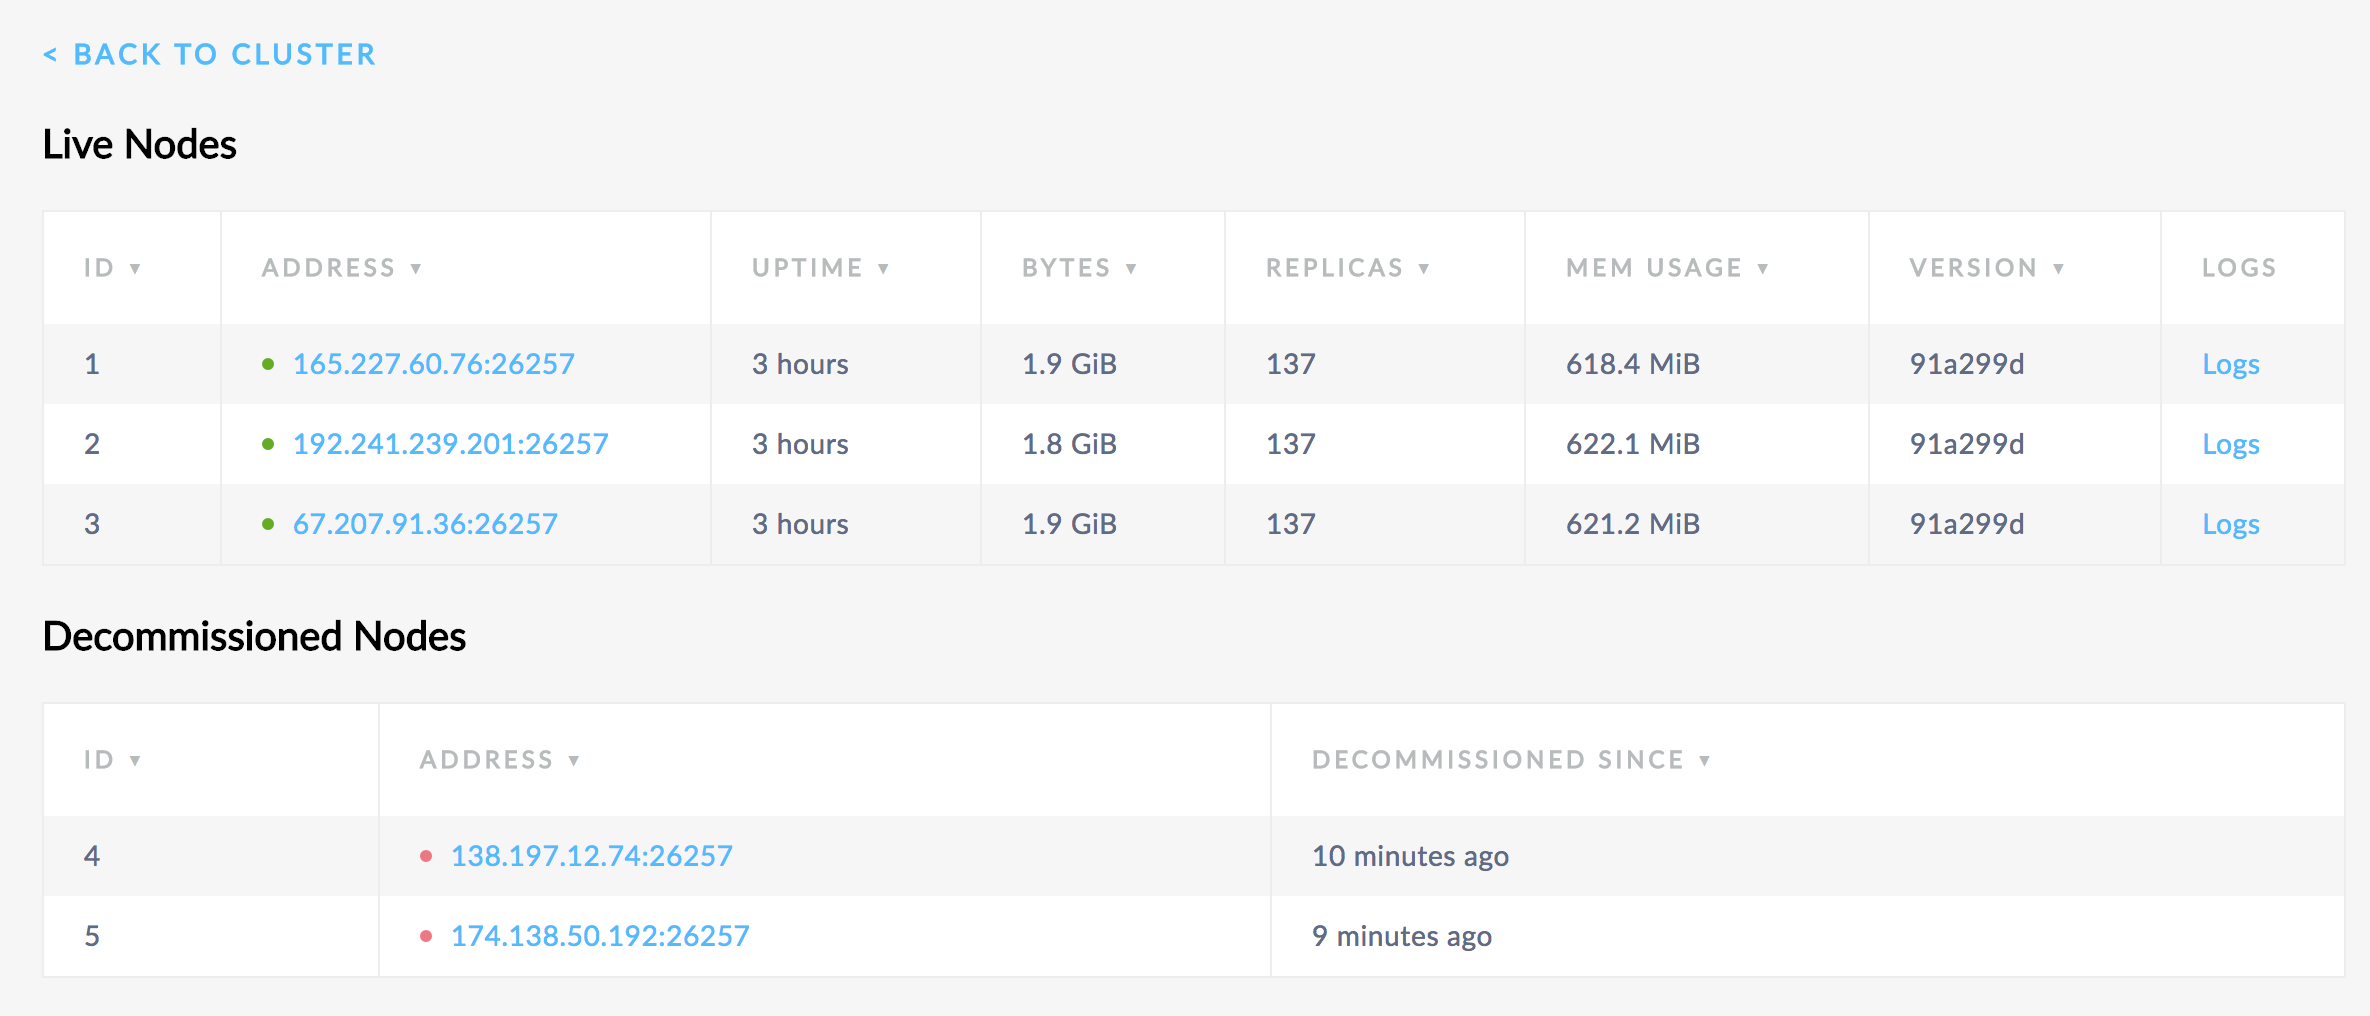 < BACK TO CLUSTER
Live Nodes
ID ▼ ADDRESS ▼ UPTIME ▼ BYTES ▼ REPLICAS ▼ MEM USAGE ▼ VERSION ▼ LOGS
1 165.227.60.76:26257 3 hours 1.9 GiB 137 618.4 MiB 91a299d Logs
2 192.241.239.201:26257 3 hours 1.8 GiB 137 622.1 MiB 91a299d Logs
3 67.207.91.36:26257 3 hours 1.9 GiB 137 621.2 MiB 91a299d Logs
Decommissioned Nodes
ID ▼ ADDRESS ▼ DECOMMISSIONED SINCE ▼
4 138.197.12.74:26257 10 minutes ago
5 174.138.50.192:26257 9 minutes ago